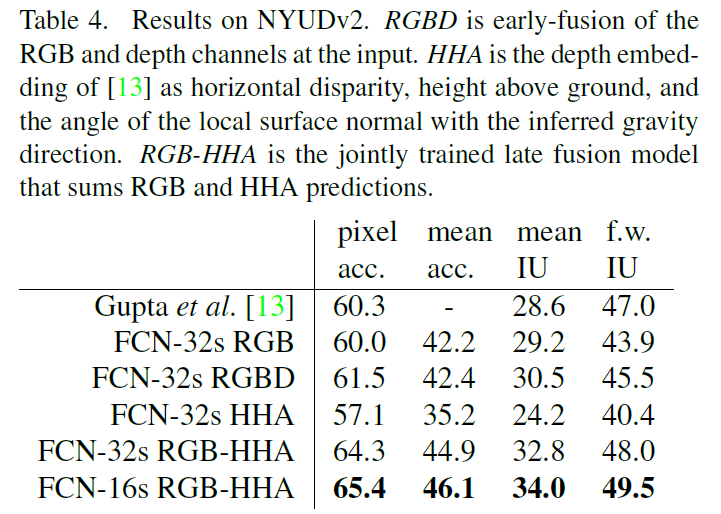 Table 4. Results on NYUDv2. RGBD is early-fusion of the
RGB and depth channels at the input. HHA is the depth embed-
ding of [13] as horizontal disparity, height above ground, and
the angle of the local surface normal with the inferred gravity
direction. RGB-HHA is the jointly trained late fusion model
that sums RGB and HHA predictions.
pixel mean mean f.w.
acc. acc. IU IU
Gupta et al. [13] 60.3 - 28.6 47.0
FCN-32s RGB 60.0 42.2 29.2 43.9
FCN-32s RGBD 61.5 42.4 30.5 45.5
FCN-32s HHA 57.1 35.2 24.2 40.4
FCN-32s RGB-HHA 64.3 44.9 32.8 48.0
FCN-16s RGB-HHA 65.4 46.1 34.0 49.5